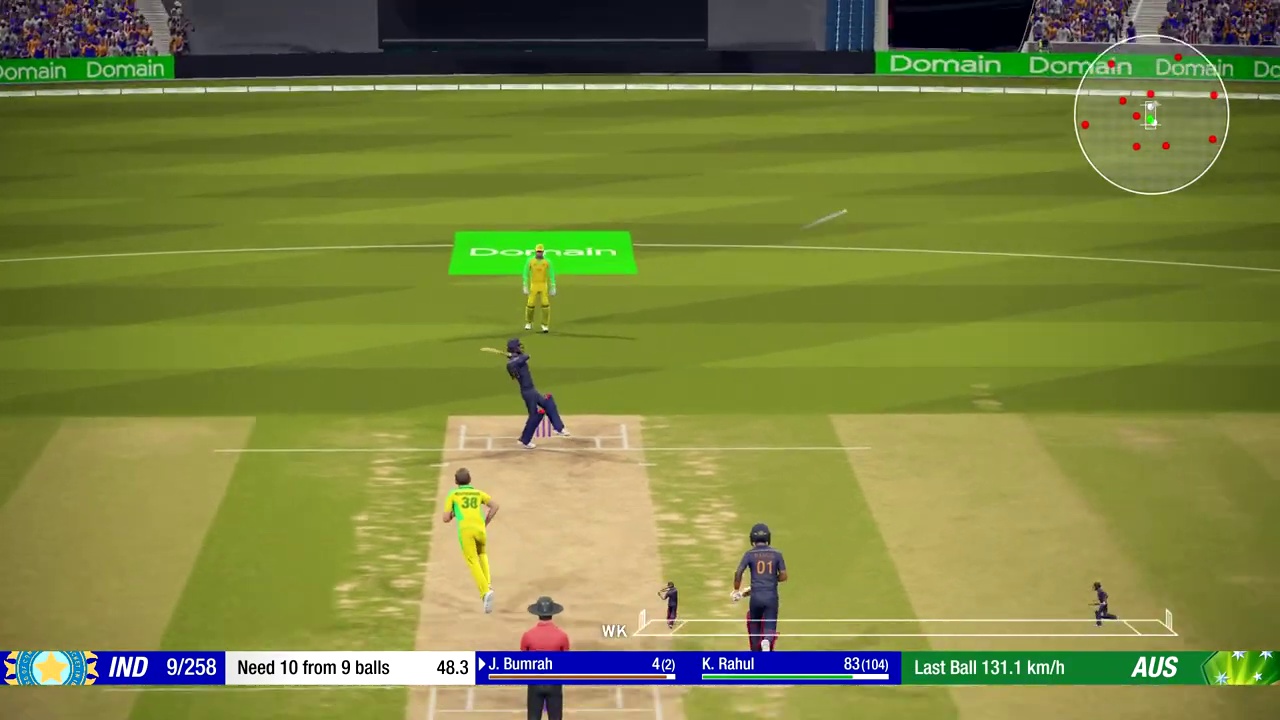 Domain Domain
Domain Domain Domain Do
Domain
38
01
WK
IND 9/258 Need 10 from 9 balls 48.3 J. Bumrah 4(2) K. Rahul 83(104) Last Ball 131.1 km/h AUS